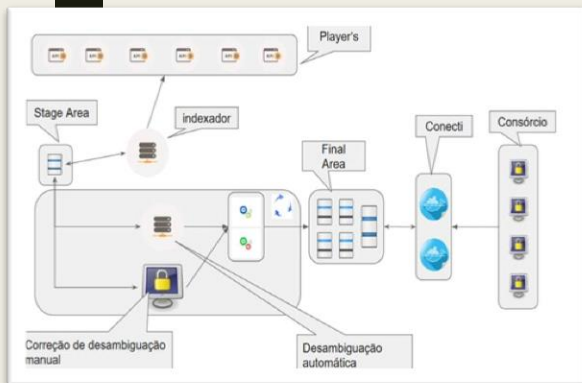 Player's
Stage Area
indexador
Conecti
Consórcio
Final
Area
Correção de desambiguação
manual
Desambiguação
automática